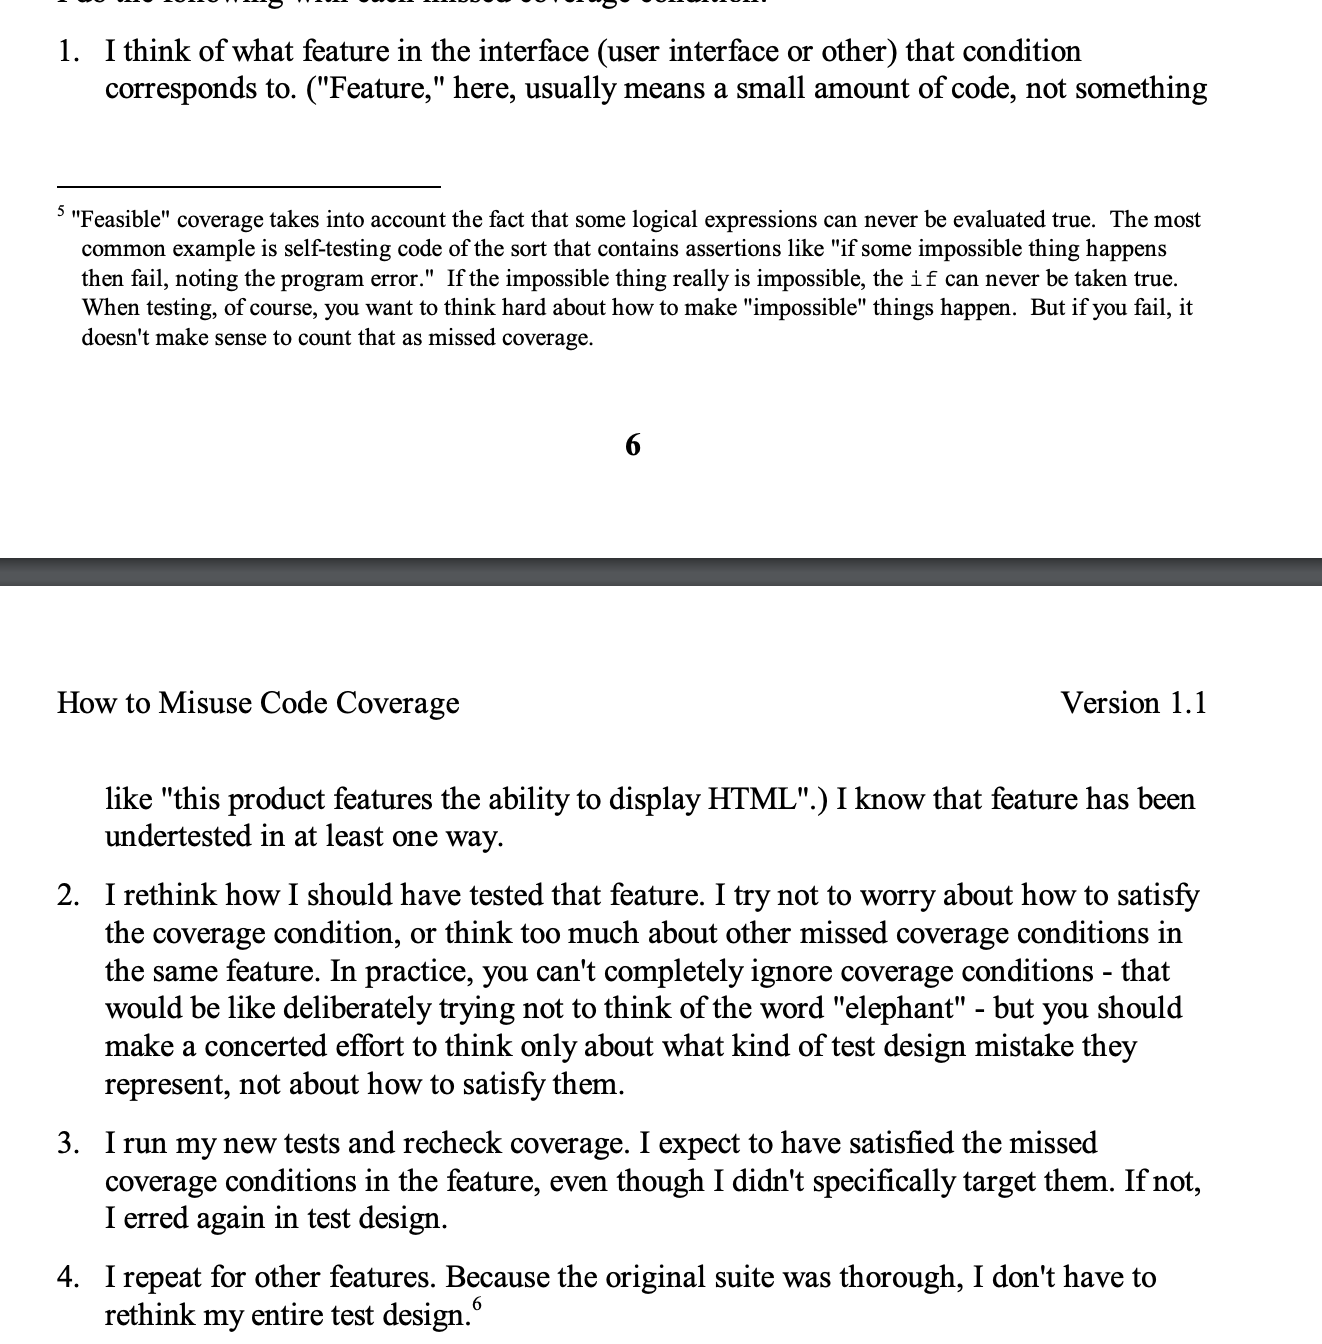 I do the following with each missed coverage condition:
1. I think of what feature in the interface (user interface or other) that condition
corresponds to. ("Feature," here, usually means a small amount of code, not something
5 "Feasible" coverage takes into account the fact that some logical expressions can never be evaluated true. The most
common example is self-testing code of the sort that contains assertions like "if some impossible thing happens
then fail, noting the program error." If the impossible thing really is impossible, the if can never be taken true.
When testing, of course, you want to think hard about how to make "impossible" things happen. But if you fail, it
doesn't make sense to count that as missed coverage.
6
How to Misuse Code Coverage Version 1.1
like "this product features the ability to display HTML".) I know that feature has been
undertested in at least one way.
2. I rethink how I should have tested that feature. I try not to worry about how to satisfy
the coverage condition, or think too much about other missed coverage conditions in
the same feature. In practice, you can't completely ignore coverage conditions - that
would be like deliberately trying not to think of the word "elephant" - but you should
make a concerted effort to think only about what kind of test design mistake they
represent, not about how to satisfy them.
3. I run my new tests and recheck coverage. I expect to have satisfied the missed
coverage conditions in the feature, even though I didn't specifically target them. If not,
I erred again in test design.
4. I repeat for other features. Because the original suite was thorough, I don't have to
rethink my entire test design.6